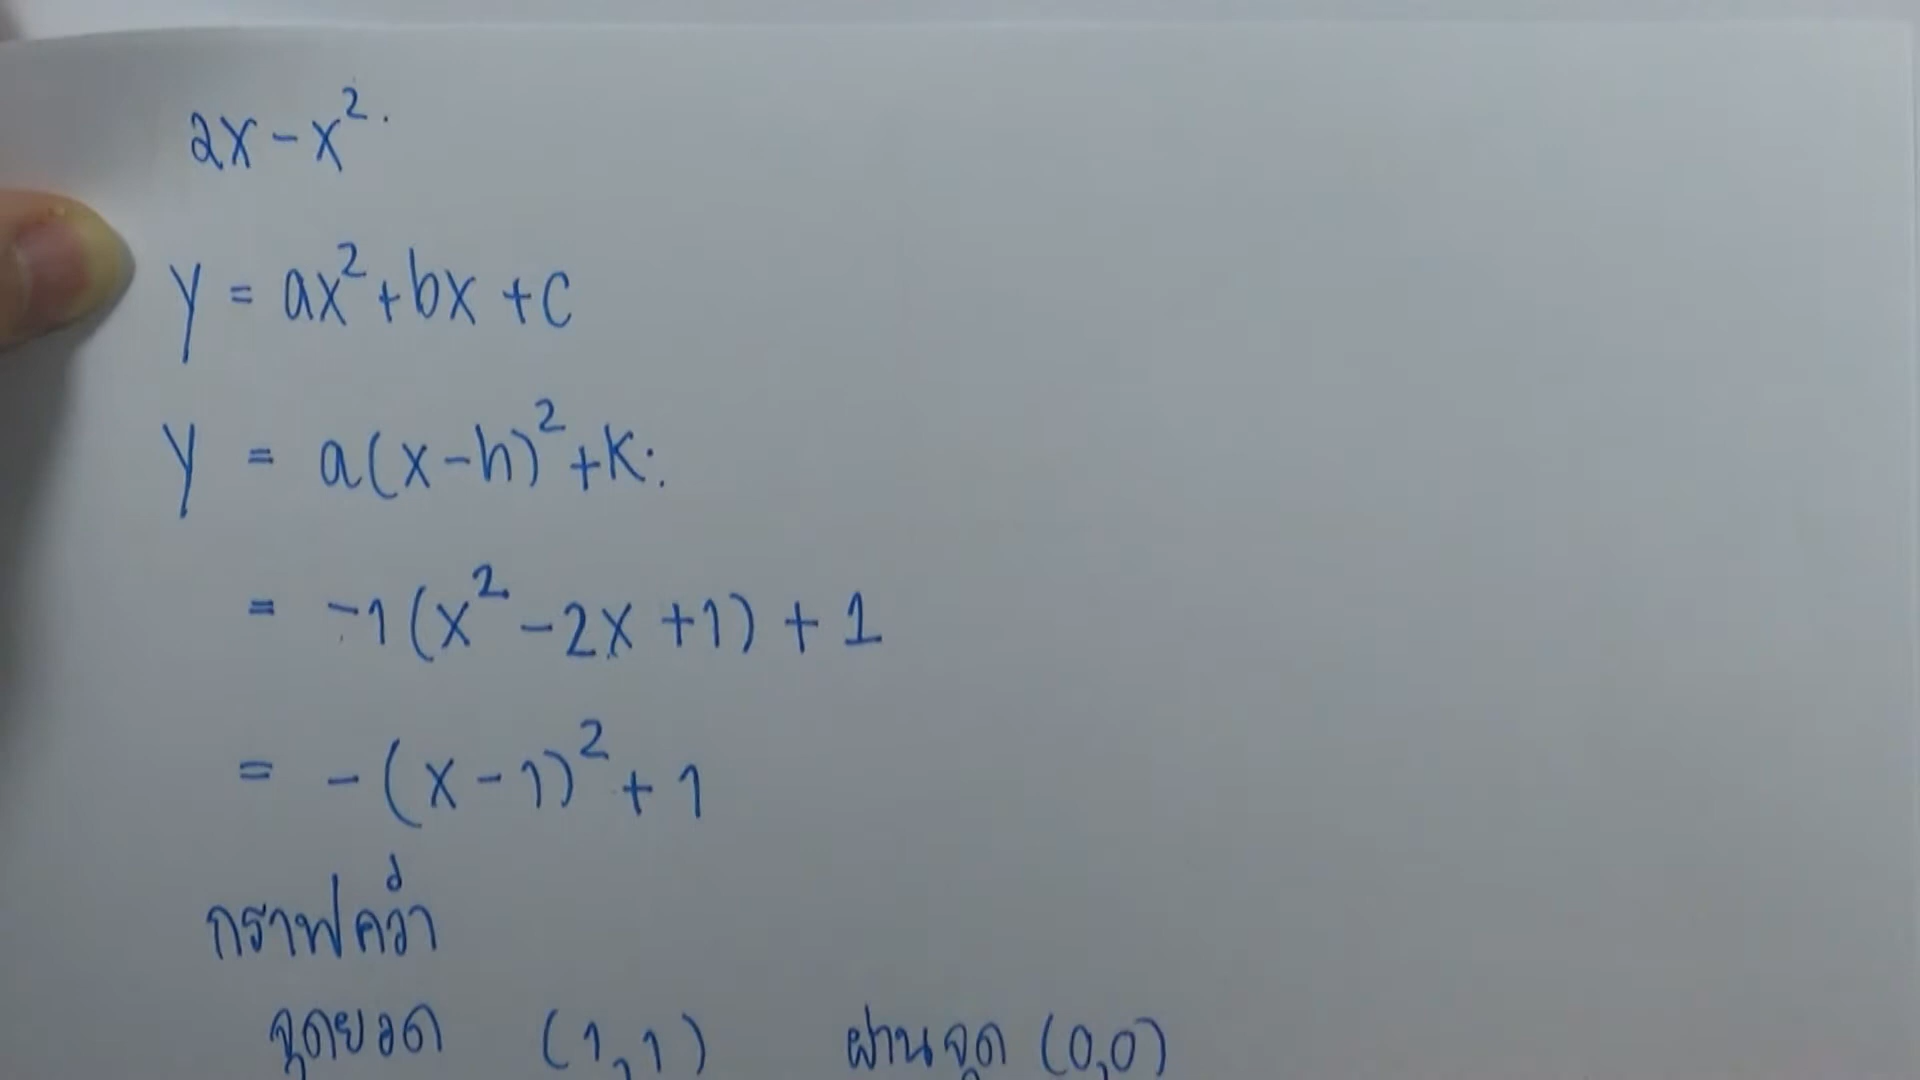 2x-x².
y = ax²+bx+c
y = a(x-h)²+k.
= -1(x²-2x+1)+1
= -(x-1)²+1
กราฟคว่ำ
จุดยอด (1,1) ผ่านจุด (0,0)